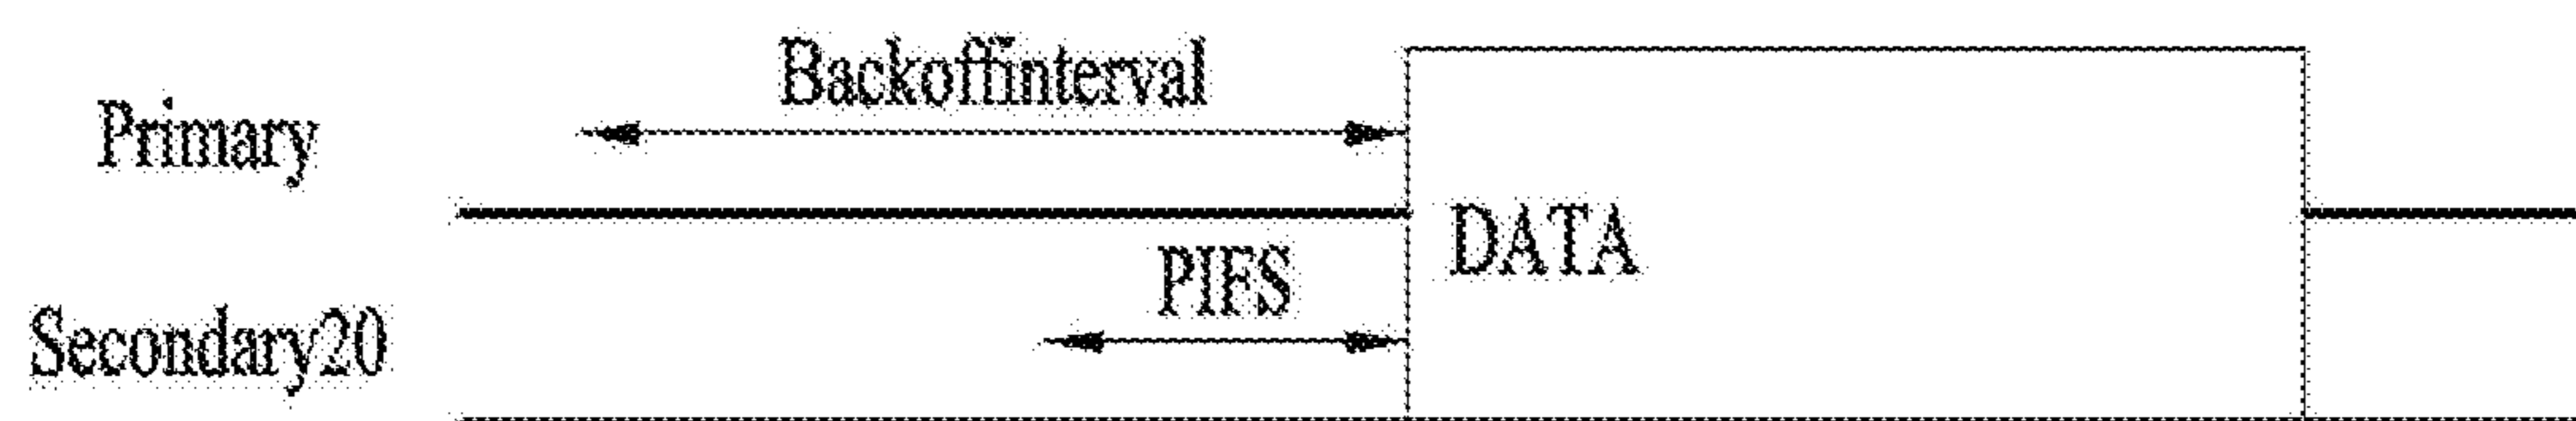 Backoffinterval
Primary
DATA
PIFS
Secondary20